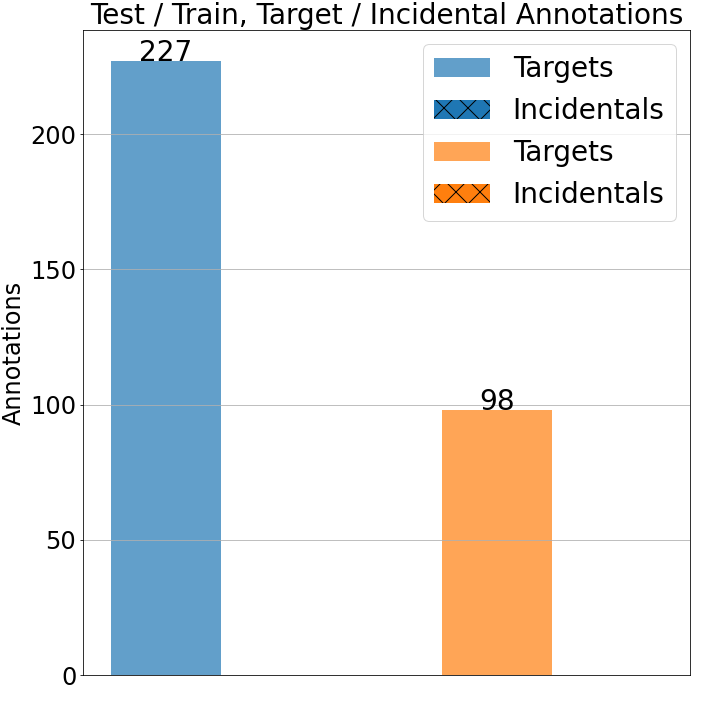 Test / Train, Target / Incidental Annotations
227
Targets
Incidentals
Targets
Incidentals
200
150
Annotations
100
98
50
0